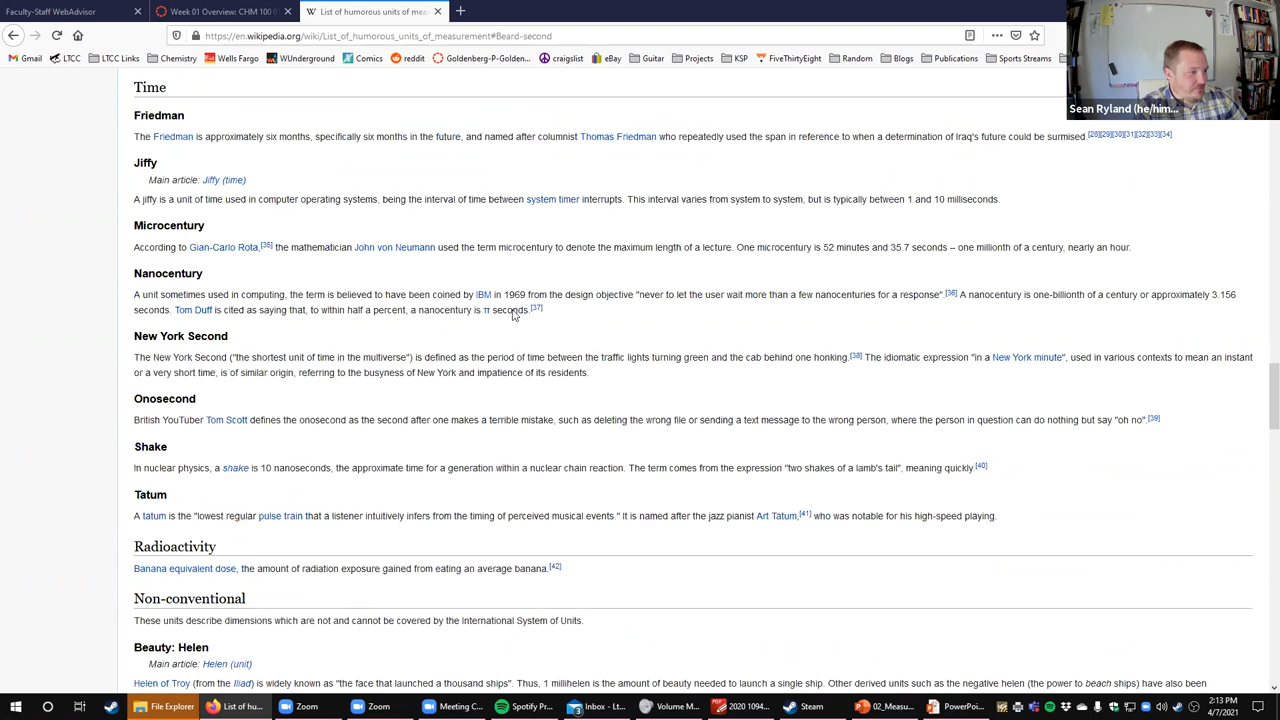 Faculty-Staff WebAdvisor
Week 01 Overview: CHM 100 0
List of humorous units of mea
https://en.wikipedia.org/wiki/List_of_humorous_units_of_measurement#Beard-second
Gmail LTCC LTCC Links Chemistry Wells Fargo WUnderground Comics reddit Goldenberg-P-Golden... craigslist eBay Guitar Projects KSP FiveThirtyEight Random Blogs Publications Sports Streams
Sean Ryland (he/him...
Time
Friedman
The Friedman is approximately six months, specifically six months in the future, and named after columnist Thomas Friedman who repeatedly used the span in reference to when a determination of Iraq's future could be surmised.[28][29][30][31][32][33][34]
Jiffy
Main article: Jiffy (time)
A jiffy is a unit of time used in computer operating systems, being the interval of time between system timer interrupts. This interval varies from system to system, but is typically between 1 and 10 milliseconds.
Microcentury
According to Gian-Carlo Rota,[35] the mathematician John von Neumann used the term microcentury to denote the maximum length of a lecture. One microcentury is 52 minutes and 35.7 seconds – one millionth of a century, nearly an hour.
Nanocentury
A unit sometimes used in computing, the term is believed to have been coined by IBM in 1969 from the design objective "never to let the user wait more than a few nanocenturies for a response".[36] A nanocentury is one-billionth of a century or approximately 3.156
seconds. Tom Duff is cited as saying that, to within half a percent, a nanocentury is π seconds.[37]
New York Second
The New York Second ("the shortest unit of time in the multiverse") is defined as the period of time between the traffic lights turning green and the cab behind one honking.[38] The idiomatic expression "in a New York minute", used in various contexts to mean an instant
or a very short time, is of similar origin, referring to the busyness of New York and impatience of its residents.
Onosecond
British YouTuber Tom Scott defines the onosecond as the second after one makes a terrible mistake, such as deleting the wrong file or sending a text message to the wrong person, where the person in question can do nothing but say "oh no".[39]
Shake
In nuclear physics, a shake is 10 nanoseconds, the approximate time for a generation within a nuclear chain reaction. The term comes from the expression "two shakes of a lamb's tail", meaning quickly.[40]
Tatum
A tatum is the "lowest regular pulse train that a listener intuitively infers from the timing of perceived musical events." It is named after the jazz pianist Art Tatum,[41] who was notable for his high-speed playing.
Radioactivity
Banana equivalent dose, the amount of radiation exposure gained from eating an average banana.[42]
Non-conventional
These units describe dimensions which are not and cannot be covered by the International System of Units.
Beauty: Helen
Main article: Helen (unit)
Helen of Troy (from the Iliad) is widely known as "the face that launched a thousand ships". Thus, 1 millihelen is the amount of beauty needed to launch a single ship. Other derived units such as the negative helen (the power to beach ships) have also been
File Explorer List of hu... Zoom Zoom Meeting C... Spotify Pr... Inbox - Lt... Volume M... 2020 1094... Steam 02_Measu... PowerPoi...
2:13 PM
4/7/2021